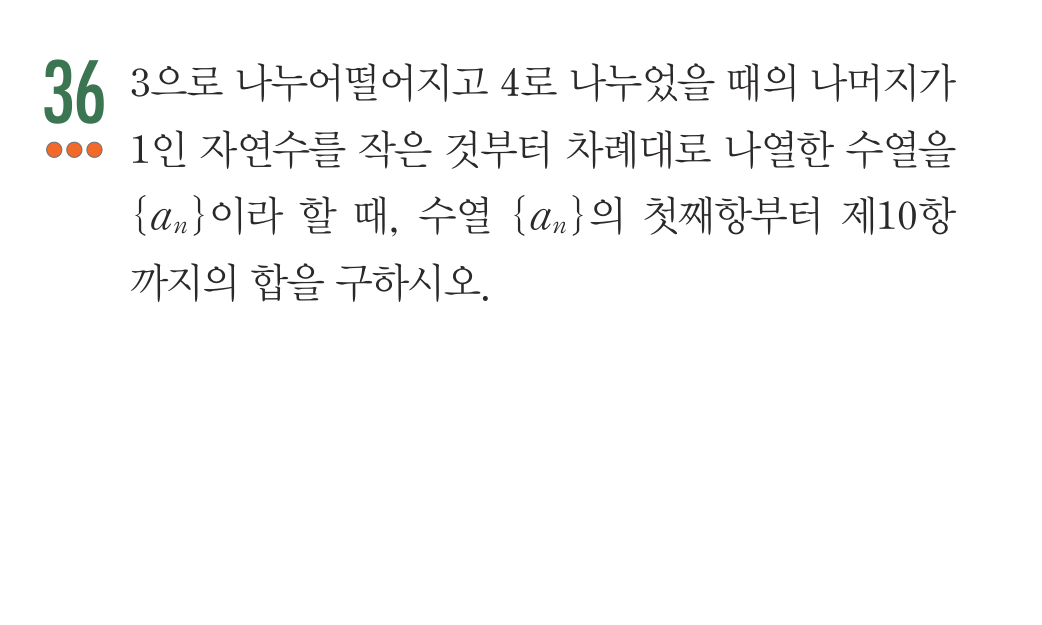 36 3으로 나누어떨어지고 4로 나누었을 때의 나머지가
1인 자연수를 작은 것부터 차례대로 나열한 수열을
{aₙ}이라 할 때, 수열 {aₙ}의 첫째항부터 제10항
까지의 합을 구하시오.